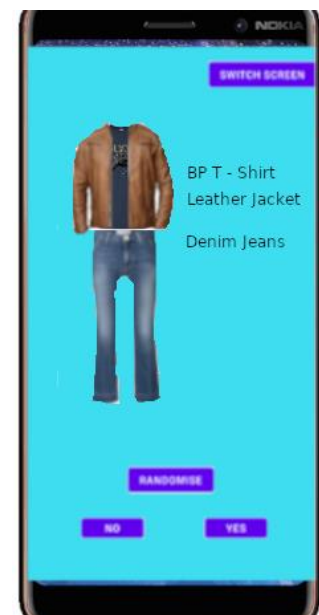 NOKIA
SWITCH SCREEN
BP T - Shirt
Leather Jacket
Denim Jeans
RANDOMISE
NO
YES